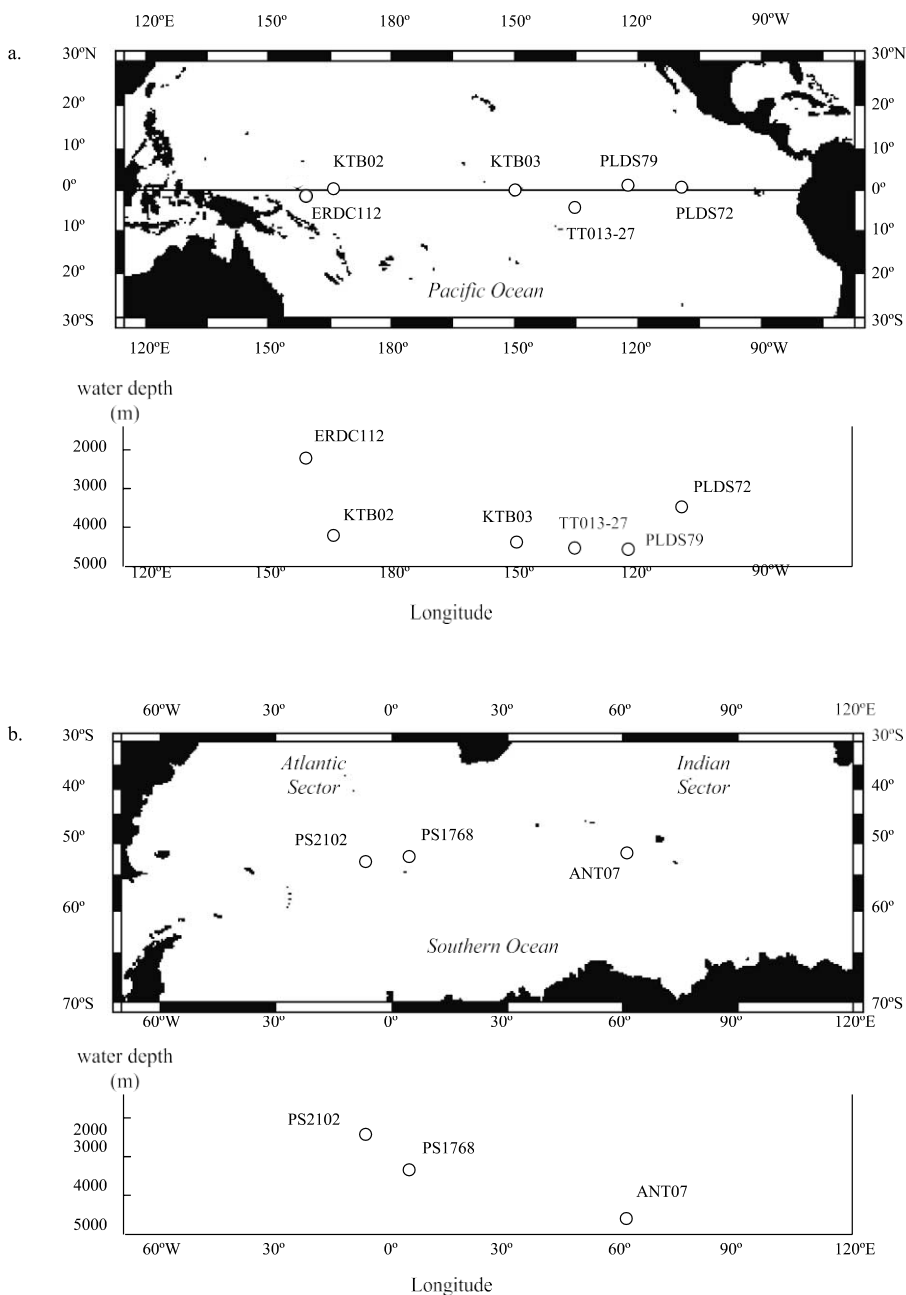 120ºE 150º 180º 150º 120º 90ºW
a.
30ºN 30ºN
20º 20º
10º 10º
KTB02 KTB03 PLDS79
0º 0º
ERDC112 PLDS72
TT013-27
10º 10º
20º 20º
Pacific Ocean
30ºS 30ºS
120ºE 150º 180º 150º 120º 90ºW
water depth
(m)
ERDC112
2000
3000
PLDS72
KTB02 KTB03 TT013-27
4000
PLDS79
5000
120ºE 150º 180º 150º 120º 90ºW
Longitude
60ºW 30º 0º 30º 60º 90º 120ºE
b.
30ºS 30ºS
Atlantic Indian
Sector Sector
40º 40º
PS2102 PS1768
50º 50º
ANT07
60º 60º
Southern Ocean
70ºS 70ºS
60ºW 30º 0º 30º 60º 90º 120ºE
water depth
(m)
PS2102
2000
3000
PS1768
4000
ANT07
5000
60ºW 30º 0º 30º 60º 90º 120ºE
Longitude